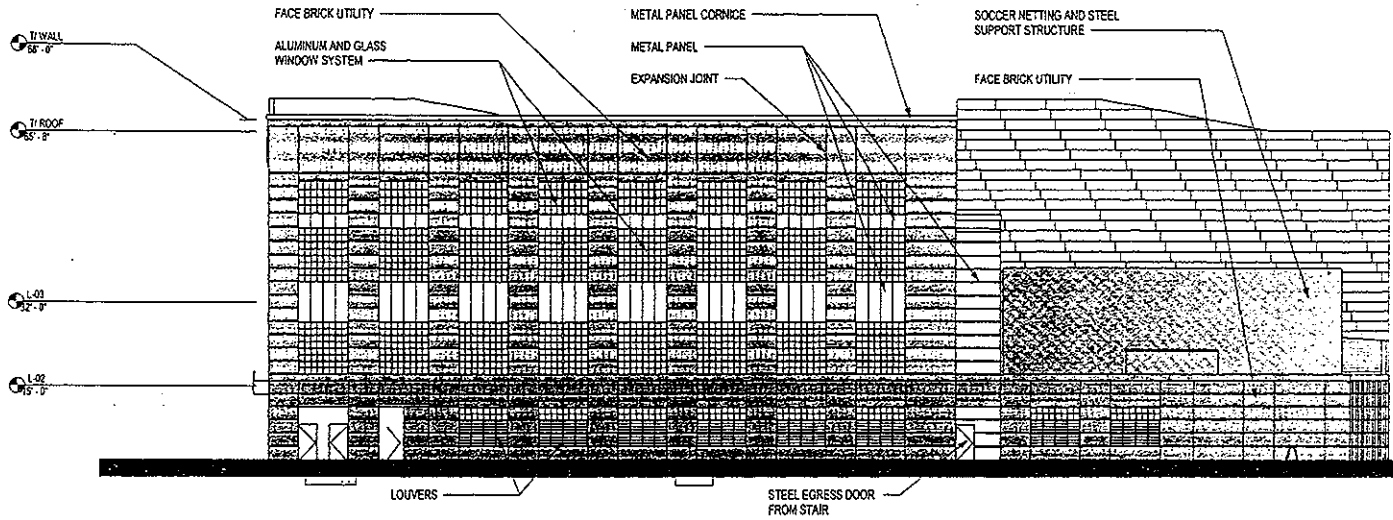 FACE BRICK UTILITY
ALUMINUM AND GLASS
WINDOW SYSTEM
METAL PANEL CORNICE
METAL PANEL
EXPANSION JOINT
SOCCER NETTING AND STEEL
SUPPORT STRUCTURE
FACE BRICK UTILITY
T/ WALL
68' - 0"
T/ ROOF
65' - 8"
L-03
32' - 0"
L-02
15' - 0"
LOUVERS
STEEL EGRESS DOOR
FROM STAIR